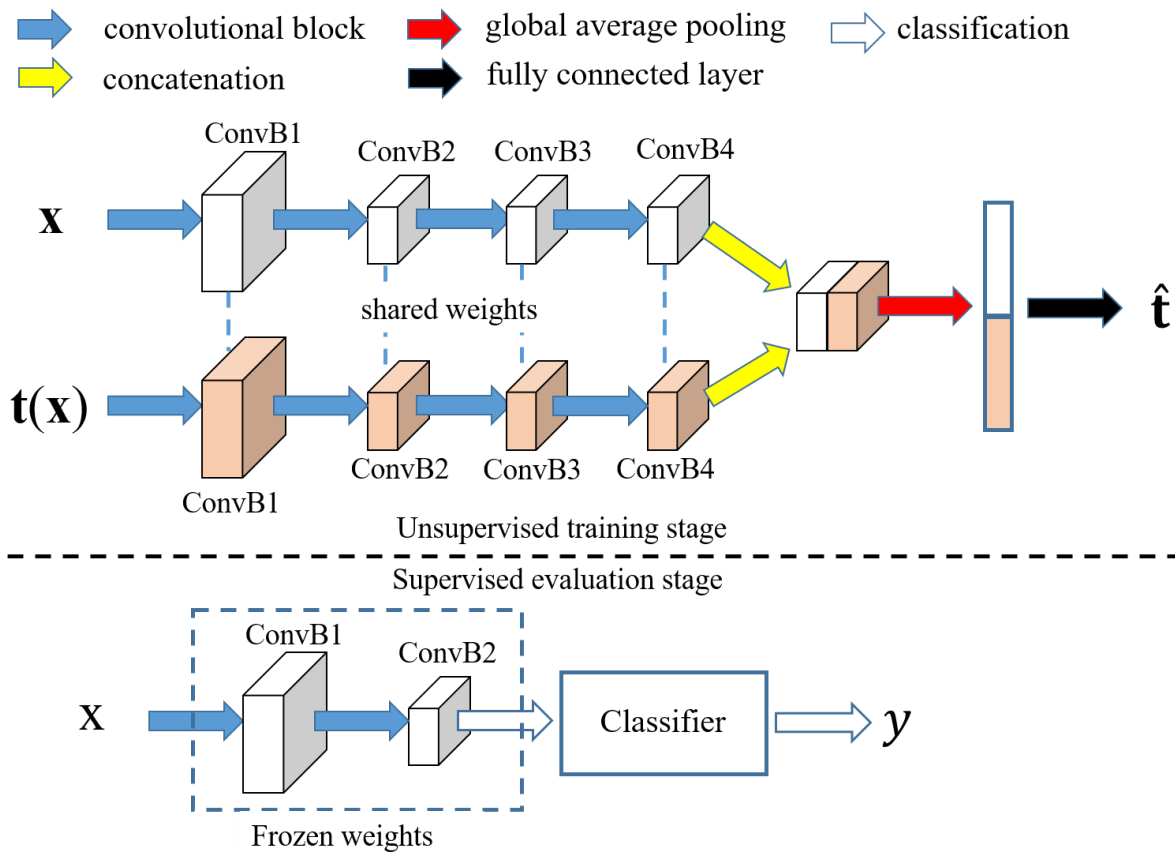 convolutional block
global average pooling
classification
concatenation
fully connected layer
ConvB1
ConvB2
ConvB3
ConvB4
x
shared weights
t̂
t(x)
ConvB1
ConvB2
ConvB3
ConvB4
Unsupervised training stage
Supervised evaluation stage
ConvB1
ConvB2
x
Classifier
y
Frozen weights